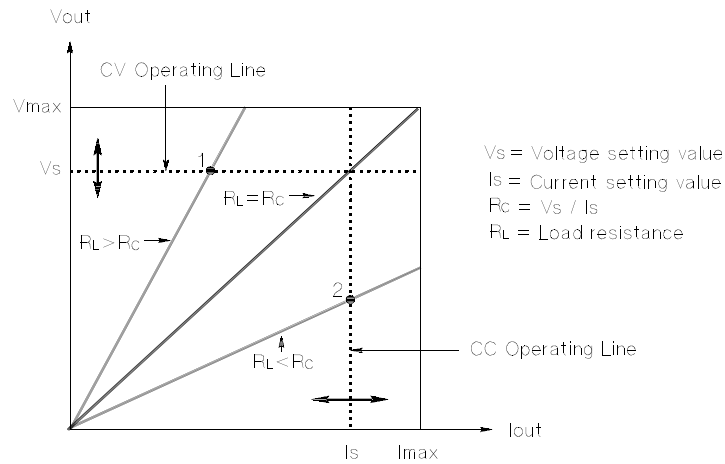 Vout
CV Operating Line
Vmax
Vs
1
RL=RC
RL>RC
2
RL<RC
CC Operating Line
Is
Imax
Iout
Vs = Voltage setting value
Is = Current setting value
RC = Vs / Is
RL = Load resistance